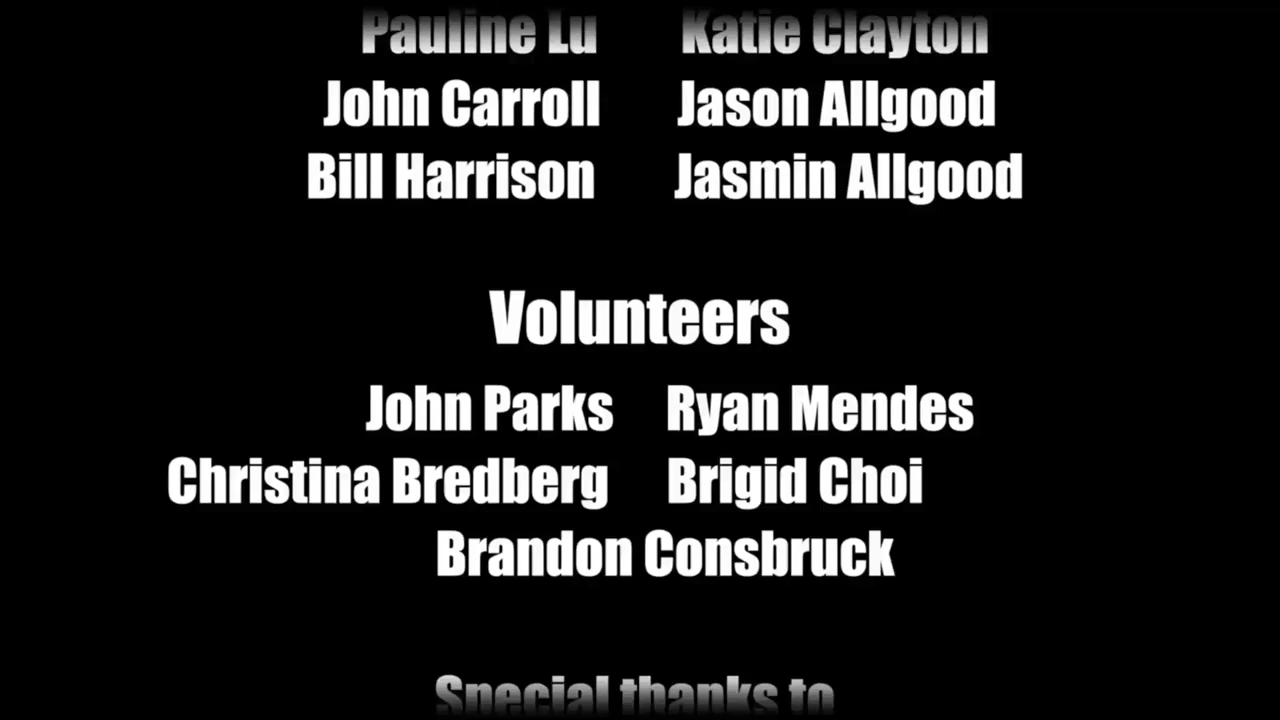 Pauline Lu Katie Clayton
John Carroll Jason Allgood
Bill Harrison Jasmin Allgood
Volunteers
John Parks Ryan Mendes
Christina Bredberg Brigid Choi
Brandon Consbruck
Special thanks to